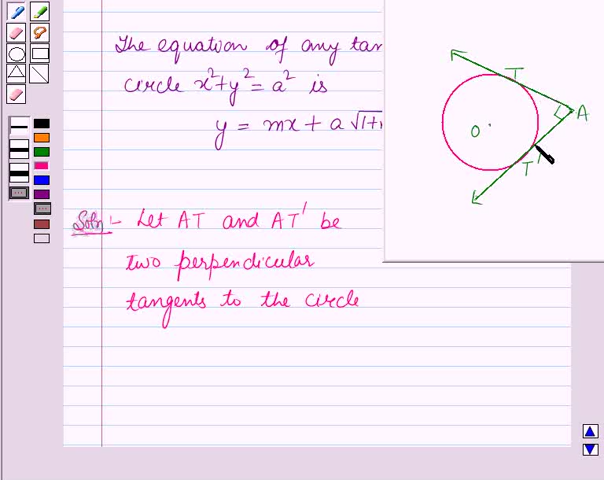 The equation of any tan
circle x²+y² = a² is
y = mx + a √1+
Soln:- Let AT and AT' be
two perpendicular
tangents to the circle
T
A
O
T'